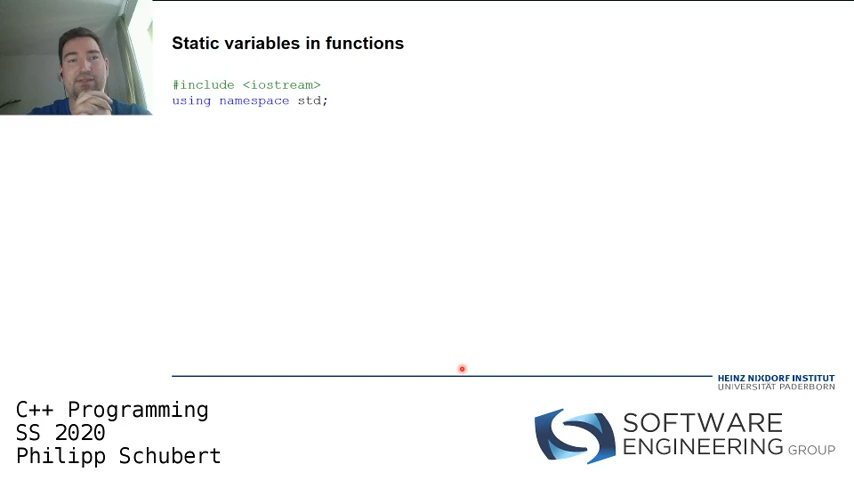 Static variables in functions
#include <iostream>
using namespace std;
HEINZ NIXDORF INSTITUT
UNIVERSITÄT PADERBORN
C++ Programming
SS 2020
Philipp Schubert
SOFTWARE
ENGINEERING GROUP